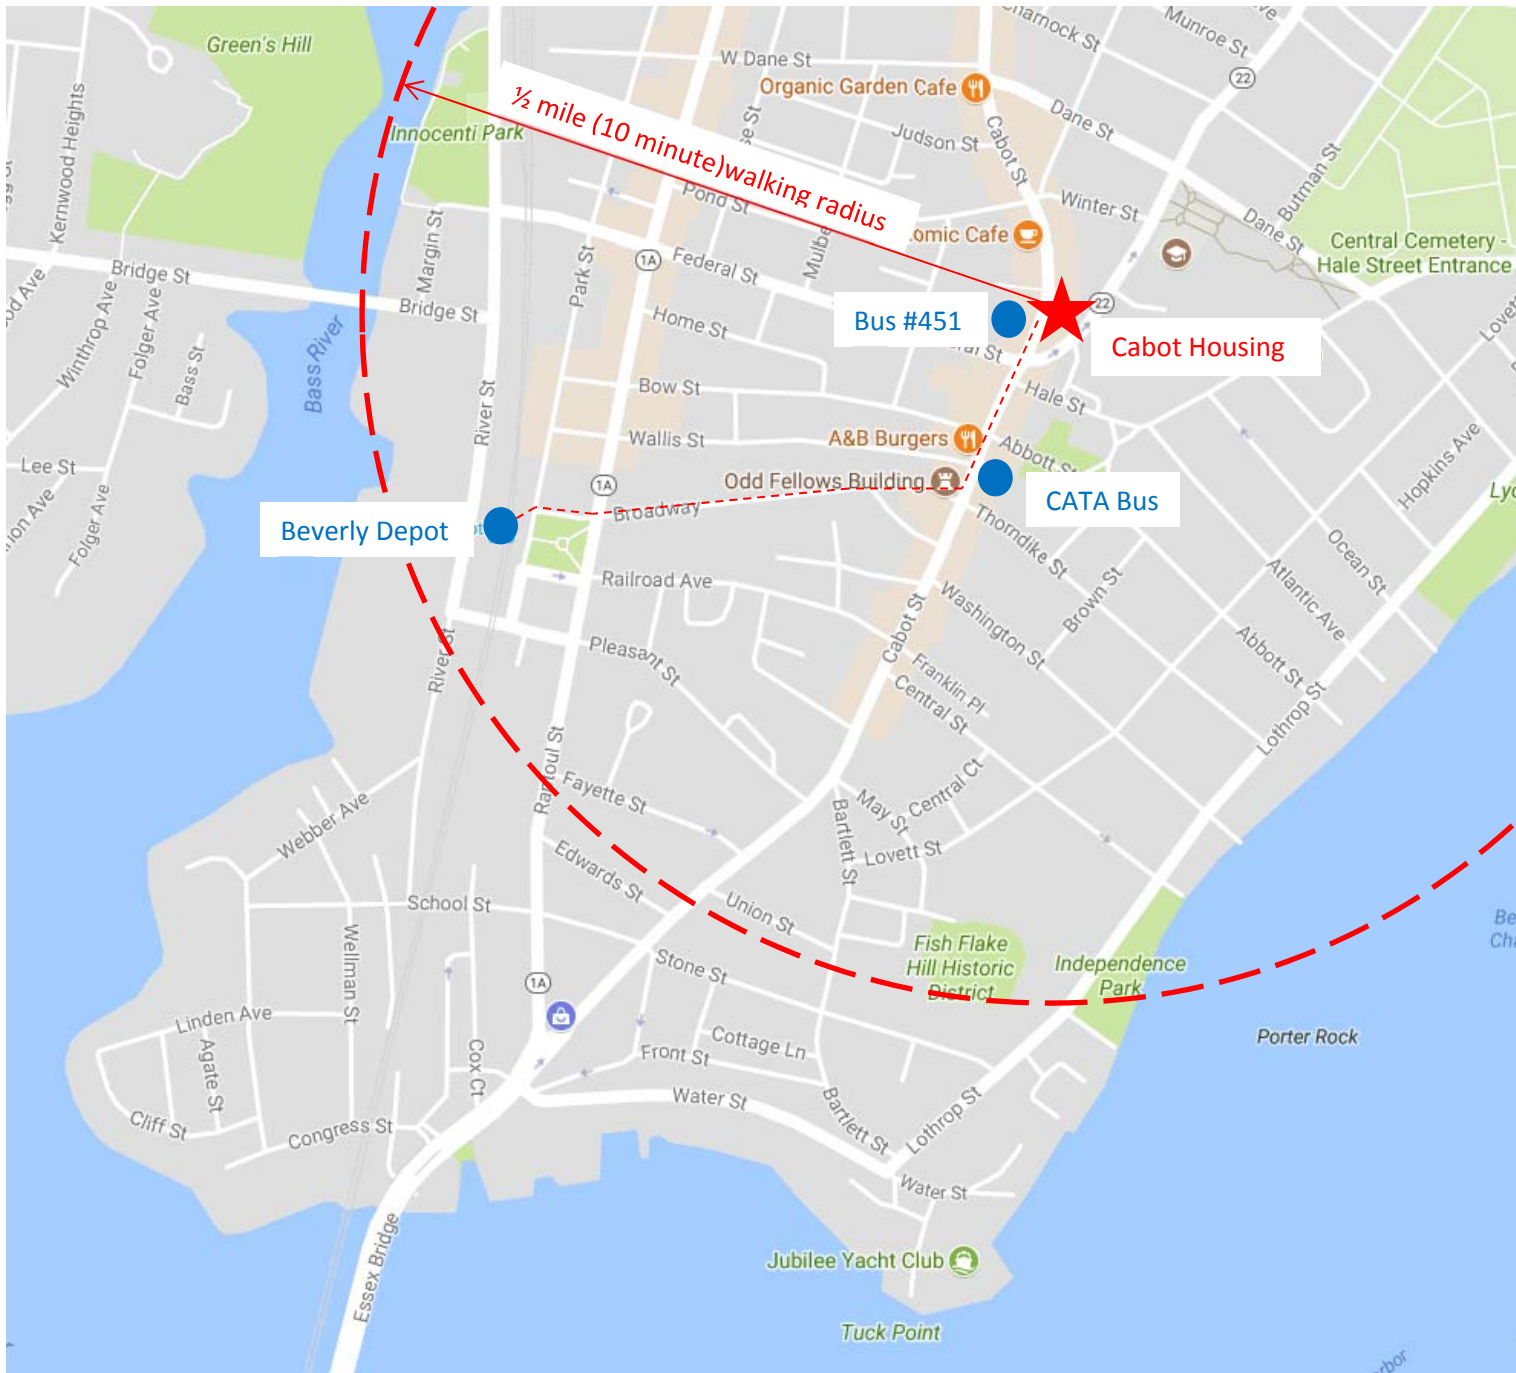 Green's Hill
Innocenti Park
Kernwood Heights
W Dane St
Organic Garden Cafe
Judson St
Cabot St
Dane St
Munroe St
22
Butman St
½ mile (10 minute)walking radius
Pond St
Winter St
Dane St
Central Cemetery -
Hale Street Entrance
Margin St
Park St
1A
Federal St
Bridge St
Bridge St
Winthrop Ave
Folger Ave
Bass St
Bass River
River St
Home St
Bus #451
22
Cabot Housing
Bow St
Hale St
Wallis St
A&B Burgers
Abbott St
Odd Fellows Building
Lee St
Folger Ave
1A
Broadway
Beverly Depot
CATA Bus
Hopkins Ave
Thorndike St
Ocean St
Atlantic Ave
Railroad Ave
Brown St
Washington St
Abbott St
River St
Pleasant St
Cabot St
Franklin Pl
Central St
Lothrop St
Rantoul St
Fayette St
Webber Ave
May St
Central Ct
Bartlett St
Lovett St
Edwards St
School St
Union St
Wellman St
Stone St
Fish Flake
Hill Historic
District
Independence
Park
1A
Linden Ave
Agate St
Cox Ct
Cottage Ln
Front St
Porter Rock
Cliff St
Congress St
Water St
Bartlett St
Lothrop St
Water St
Essex Bridge
Jubilee Yacht Club
Tuck Point